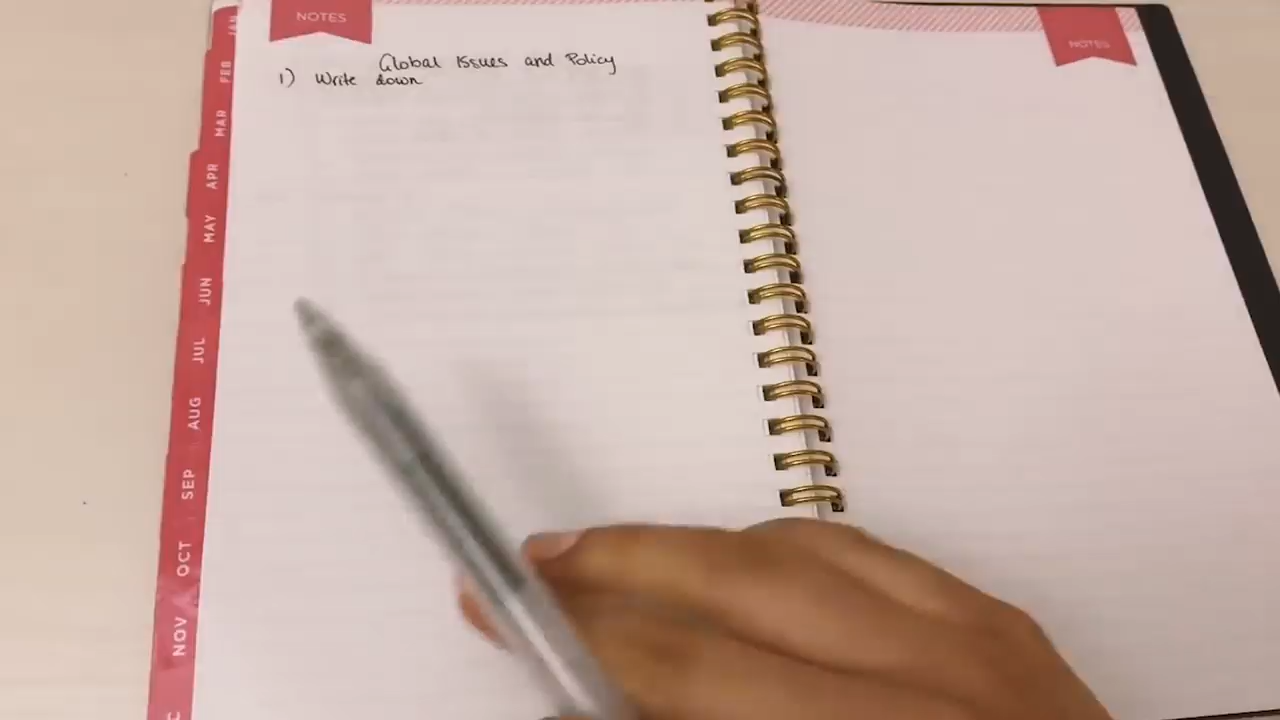 NOTES
NOTES
Global Issues and Policy
1) Write down
JAN
FEB
MAR
APR
MAY
JUN
JUL
AUG
SEP
OCT
NOV
C